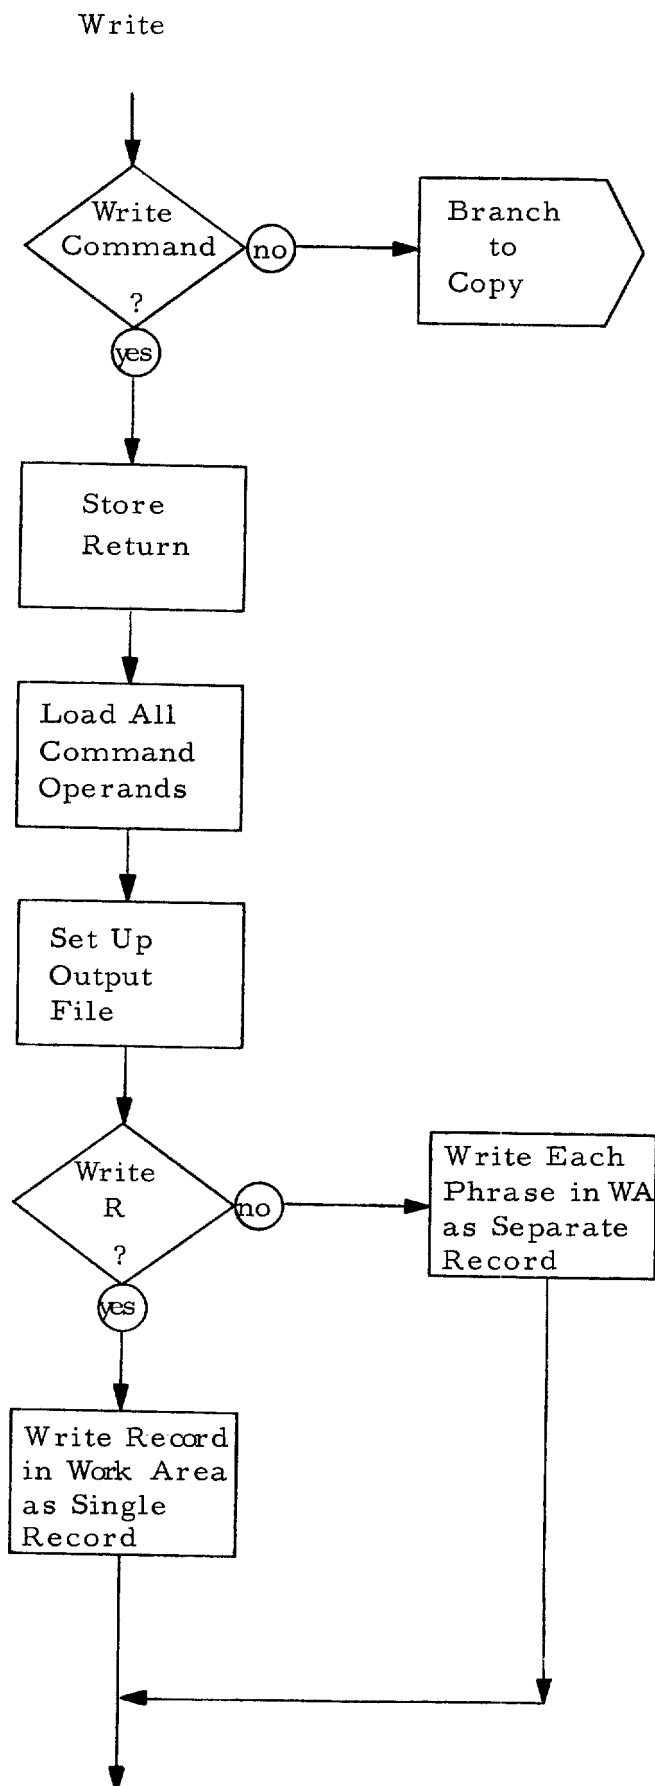 Write
Write
Command
?
no
Branch
to
Copy
yes
Store
Return
Load All
Command
Operands
Set Up
Output
File
Write
R
?
no
Write Each
Phrase in WA
as Separate
Record
yes
Write Record
in Work Area
as Single
Record